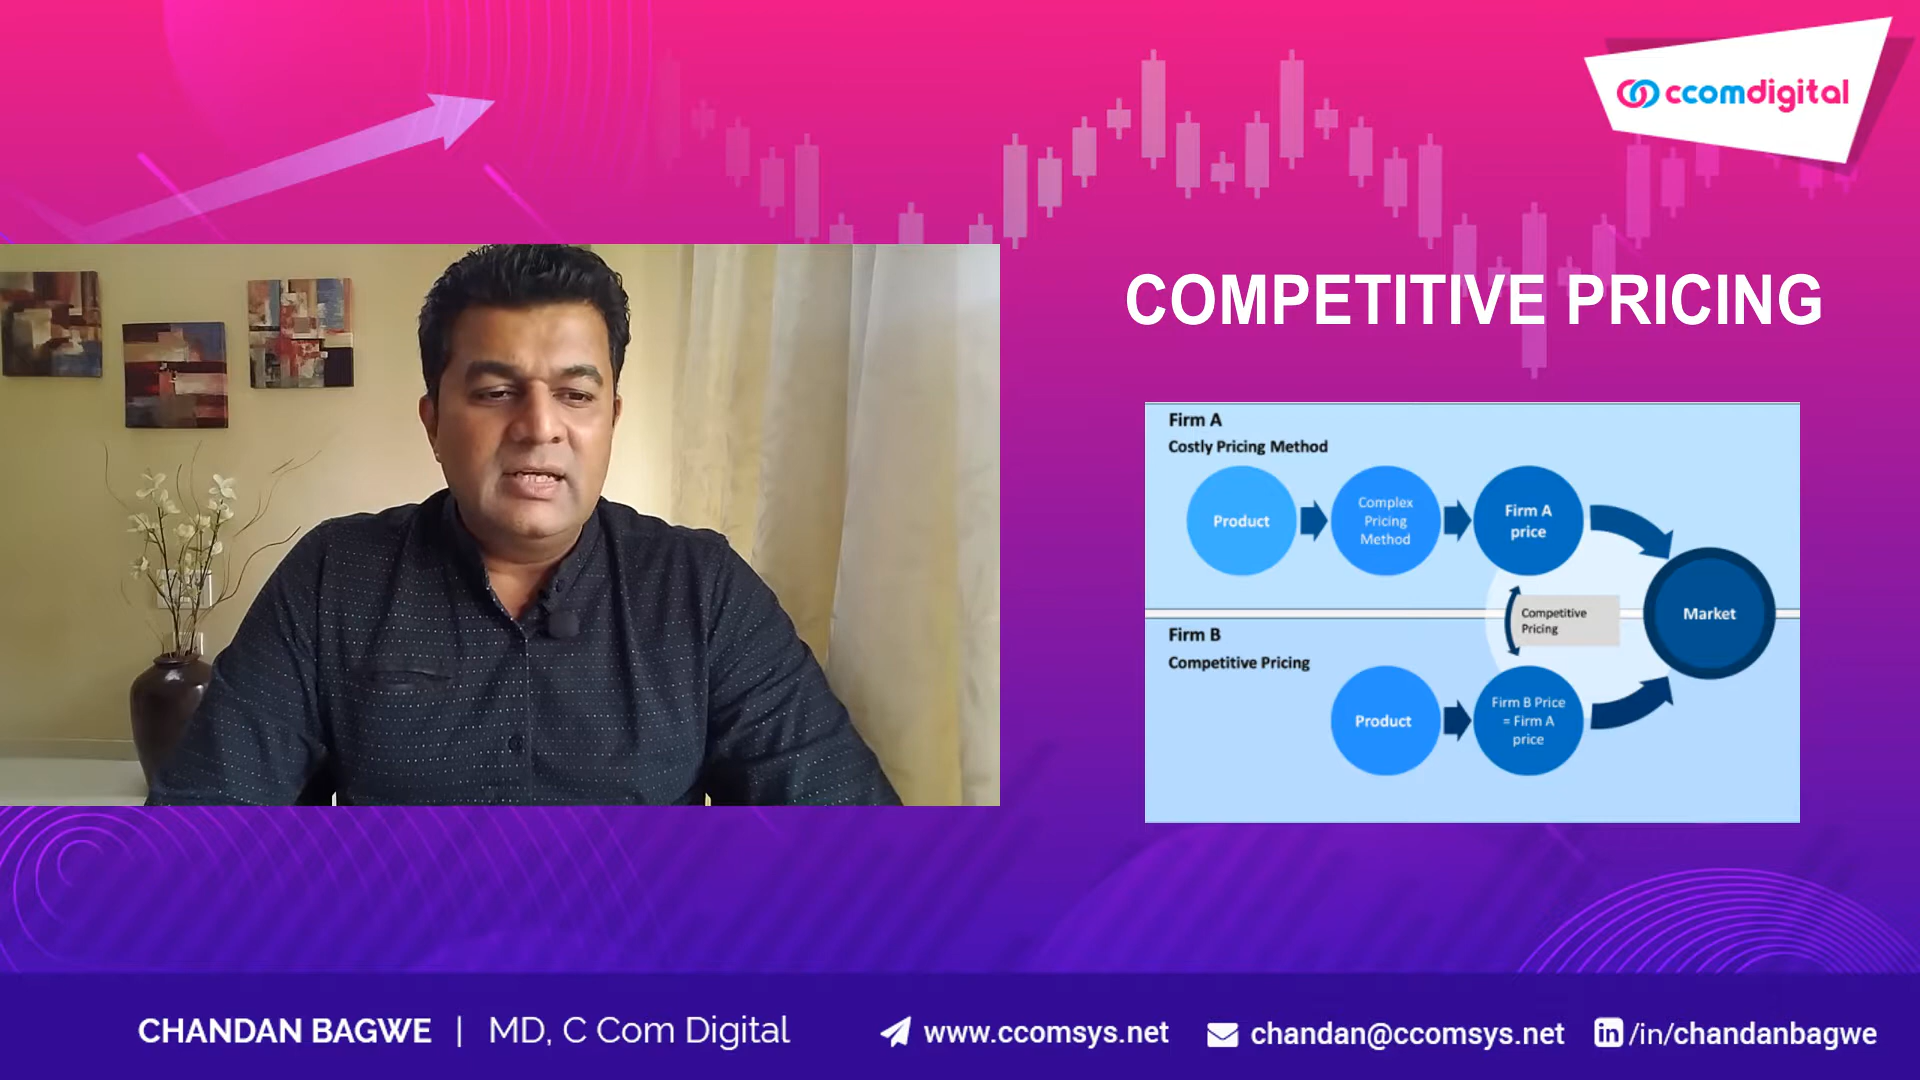 ccomdigital
COMPETITIVE PRICING
Firm A
Costly Pricing Method
Product
Complex
Pricing
Method
Firm A
price
Market
Competitive
Pricing
Firm B
Competitive Pricing
Product
Firm B Price
= Firm A
price
CHANDAN BAGWE | MD, C Com Digital
www.ccomsys.net
chandan@ccomsys.net
in /in/chandanbagwe